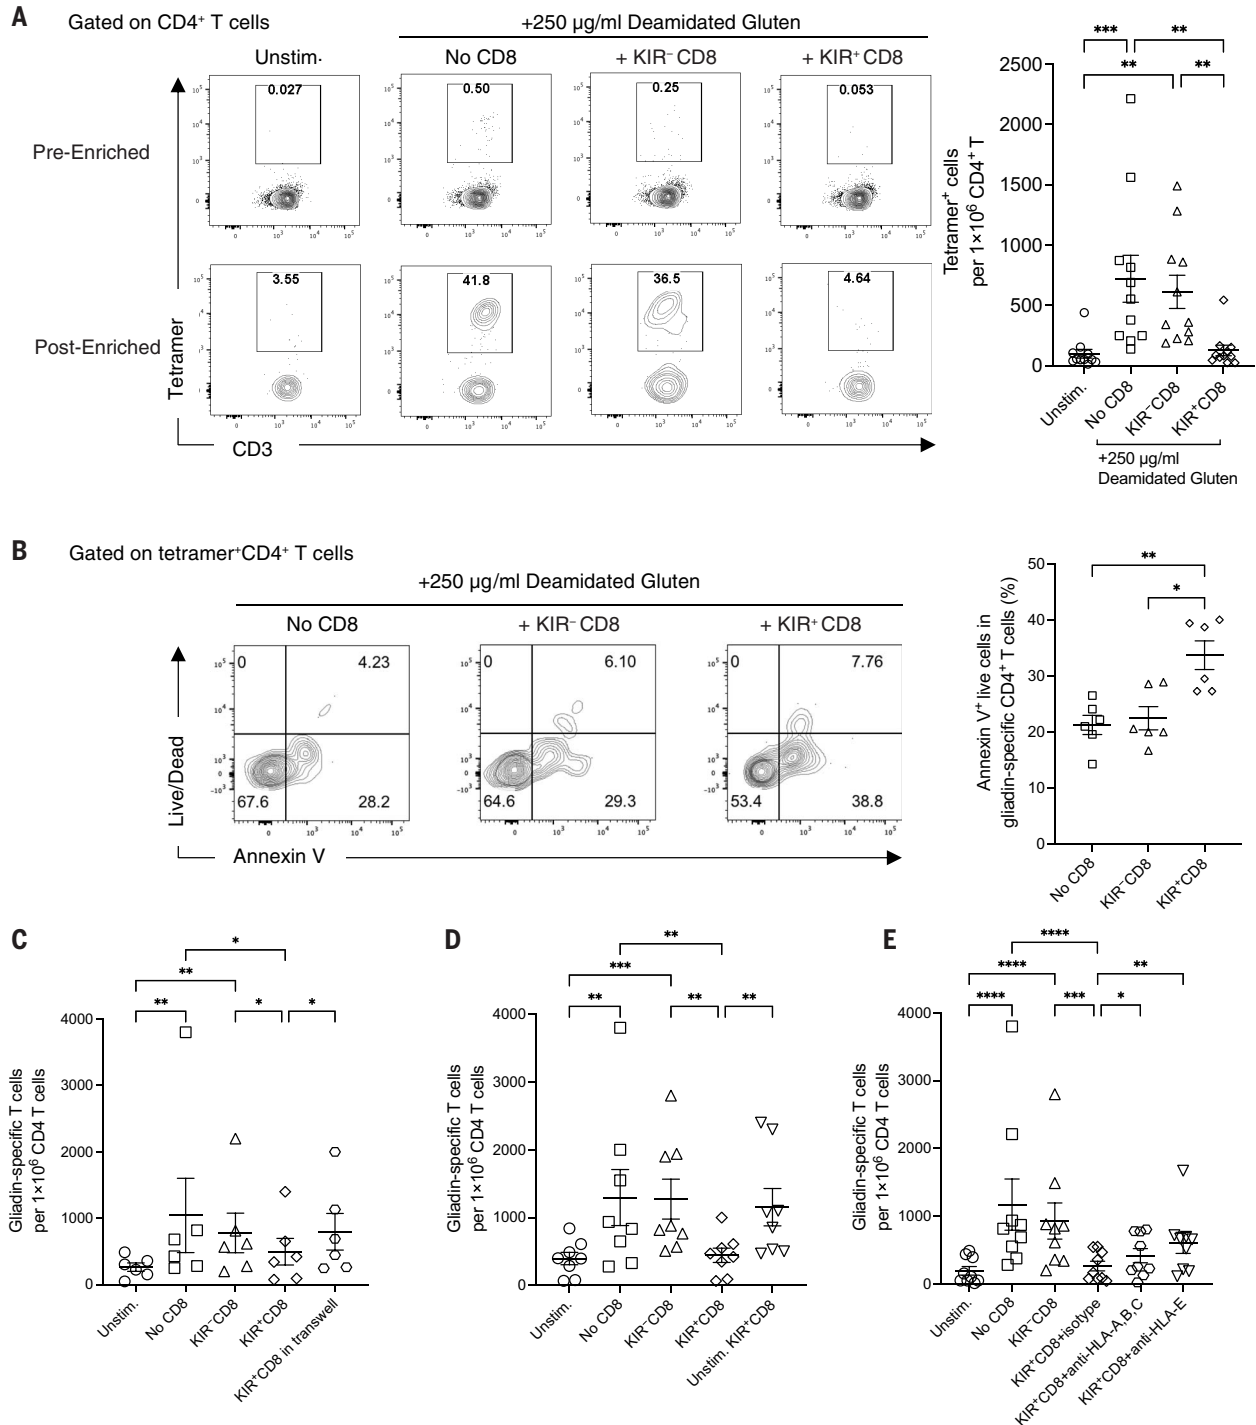 A
Gated on CD4⁺ T cells
+250 µg/ml Deamidated Gluten
Unstim.
No CD8
+ KIR⁻ CD8
+ KIR⁺ CD8
Pre-Enriched
0.027
0.50
0.25
0.053
Post-Enriched
3.55
41.8
36.5
4.64
Tetramer
CD3
*** **
** **
Tetramer⁺ cells
per 1×10⁶ CD4⁺ T
2500
2000
1500
1000
500
0
Unstim.
No CD8
KIR⁻CD8
KIR⁺CD8
+250 µg/ml
Deamidated Gluten
B
Gated on tetramer⁺CD4⁺ T cells
+250 µg/ml Deamidated Gluten
No CD8
+ KIR⁻ CD8
+ KIR⁺ CD8
0 4.23
67.6 28.2
0 6.10
64.6 29.3
0 7.76
53.4 38.8
Live/Dead
Annexin V
**
*
Annexin V⁺ live cells in
gliadin-specific CD4⁺ T cells (%)
50
40
30
20
10
0
No CD8
KIR⁻CD8
KIR⁺CD8
C
*
**
** * *
Gliadin-specific T cells
per 1×10⁶ CD4 T cells
4000
3000
2000
1000
0
Unstim.
No CD8
KIR⁻CD8
KIR⁺CD8
KIR⁺CD8 in transwell
D
**
***
** ** **
Gliadin-specific T cells
per 1×10⁶ CD4 T cells
4000
3000
2000
1000
0
Unstim.
No CD8
KIR⁻CD8
KIR⁺CD8
Unstim. KIR⁺CD8
E
****
**** **
**** *** *
Gliadin-specific T cells
per 1×10⁶ CD4 T cells
4000
3000
2000
1000
0
Unstim.
No CD8
KIR⁻CD8
KIR⁺CD8+isotype
KIR⁺CD8+anti-HLA-A,B,C
KIR⁺CD8+anti-HLA-E